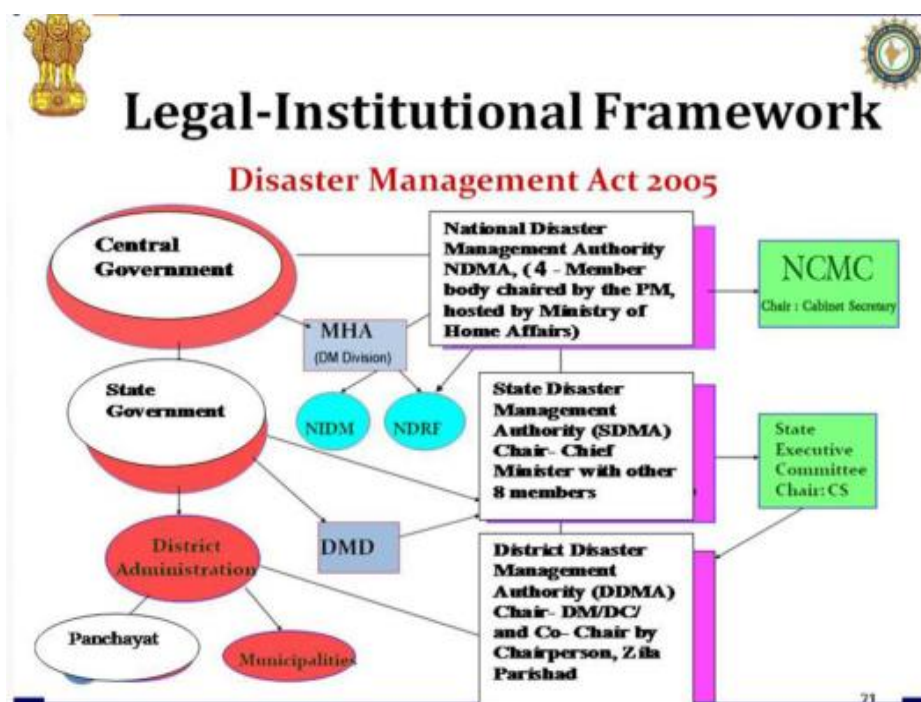 Legal-Institutional Framework
Disaster Management Act 2005
Central
Government
National Disaster
Management Authority
NDMA, ( 4 - Member
body chaired by the PM,
hosted by Ministry of
Home Affairs)
NCMC
Chair : Cabinet Secretary
MHA
(DM Division)
State
Government
NIDM
NDRF
State Disaster
Management
Authority (SDMA)
Chair- Chief
Minister with other
8 members
State
Executive
Committee
Chair: CS
District
Administration
DMD
District Disaster
Management
Authority (DDMA)
Chair- DM/DC/
and Co- Chair by
Chairperson, Zila
Parishad
Panchayat
Municipalities
21